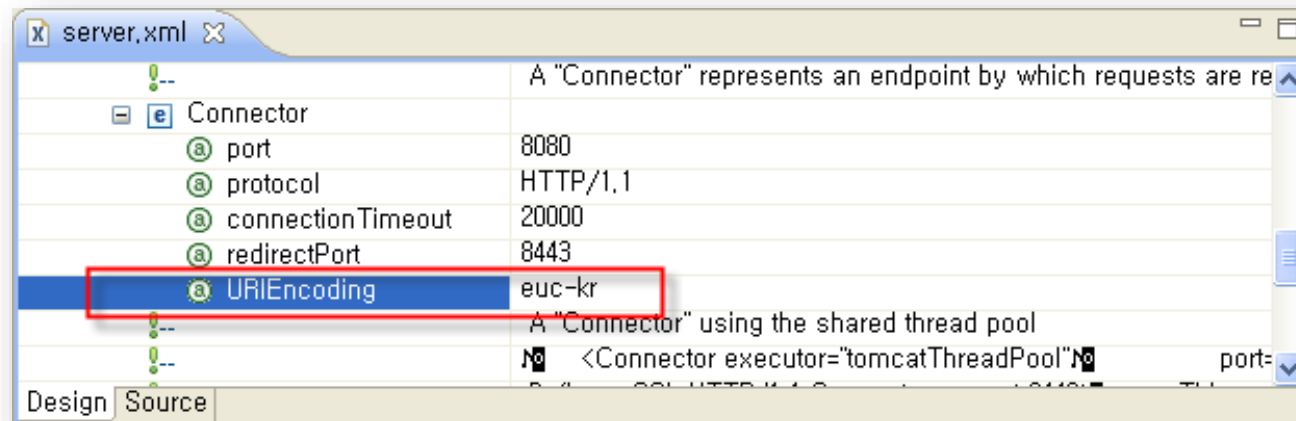 server.xml
!-- A "Connector" represents an endpoint by which requests are re
e Connector
a port 8080
a protocol HTTP/1.1
a connectionTimeout 20000
a redirectPort 8443
a URIEncoding euc-kr
!-- A "Connector" using the shared thread pool
!-- <Connector executor="tomcatThreadPool" port=
Design Source